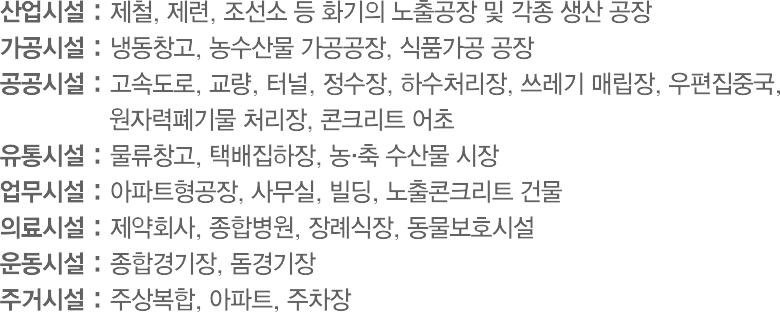 산업시설 : 제철, 제련, 조선소 등 화기의 노출공장 및 각종 생산 공장
가공시설 : 냉동창고, 농수산물 가공공장, 식품가공 공장
공공시설 : 고속도로, 교량, 터널, 정수장, 하수처리장, 쓰레기 매립장, 우편집중국,
원자력폐기물 처리장, 콘크리트 어초
유통시설 : 물류창고, 택배집하장, 농·축 수산물 시장
업무시설 : 아파트형공장, 사무실, 빌딩, 노출콘크리트 건물
의료시설 : 제약회사, 종합병원, 장례식장, 동물보호시설
운동시설 : 종합경기장, 돔경기장
주거시설 : 주상복합, 아파트, 주차장